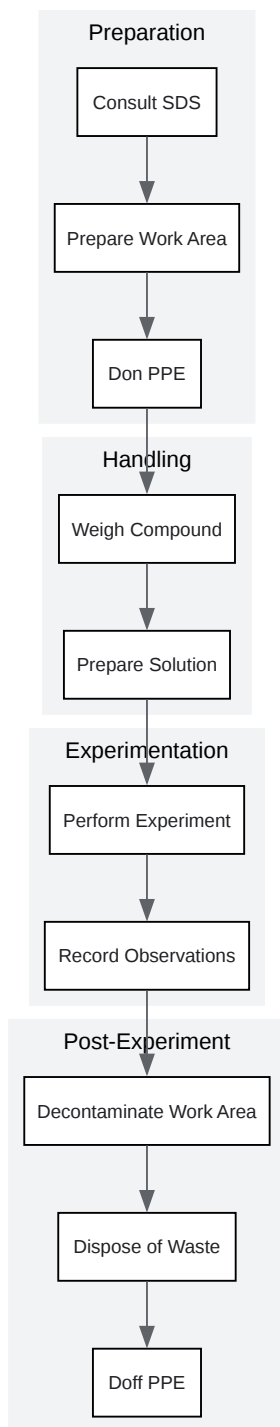 Preparation
Consult SDS
Prepare Work Area
Don PPE
Handling
Weigh Compound
Prepare Solution
Experimentation
Perform Experiment
Record Observations
Post-Experiment
Decontaminate Work Area
Dispose of Waste
Doff PPE